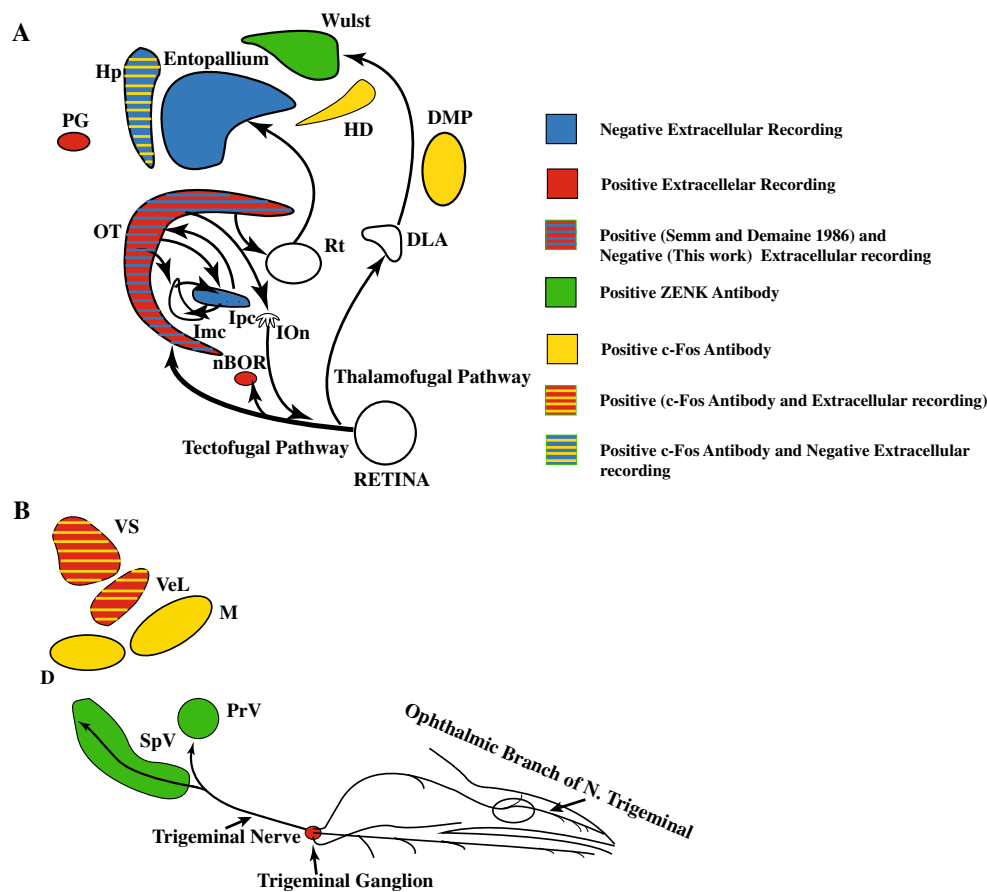 A
Wulst
Entopallium
Hp
PG
HD
DMP
OT
Rt
DLA
Ipc
Imc
IOn
nBOR
Thalamofugal Pathway
Tectofugal Pathway
RETINA
Negative Extracellular Recording
Positive Extracellelar Recording
Positive (Semm and Demaine 1986) and
Negative (This work) Extracellular recording
Positive ZENK Antibody
Positive c-Fos Antibody
Positive (c-Fos Antibody and Extracellular recording)
Positive c-Fos Antibody and Negative Extracellular
recording
B
VS
VeL
M
D
PrV
SpV
Ophthalmic Branch of N. Trigeminal
Trigeminal Nerve
Trigeminal Ganglion